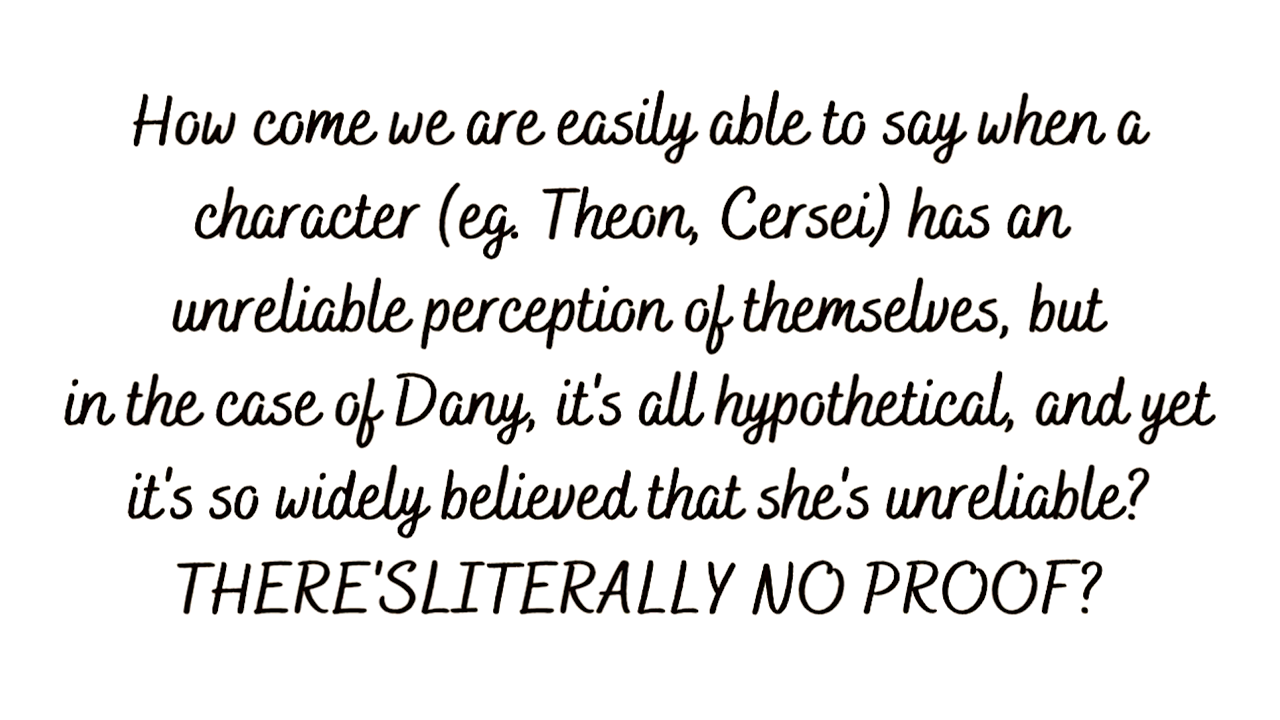 How come we are easily able to say when a
character (eg. Theon, Cersei) has an
unreliable perception of themselves, but
in the case of Dany, it's all hypothetical, and yet
it's so widely believed that she's unreliable?
THERE'SLITERALLY NO PROOF?